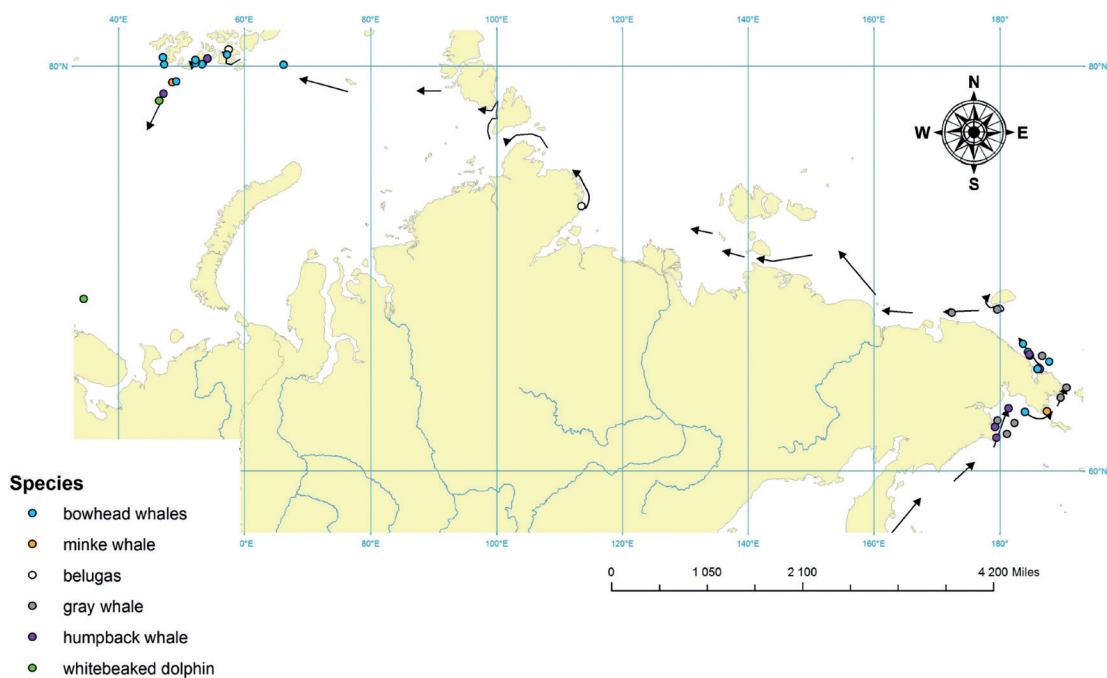 40°E 60°E 80°E 100°E 120°E 140°E 160°E 180°
80°N 80°N
N
W E
S
60°N 60°N
0°E 80°E 100°E 120°E 140°E 160°E 180°
Species
bowhead whales
minke whale
belugas
gray whale
humpback whale
whitebeaked dolphin
0 1 050 2 100 4 200 Miles